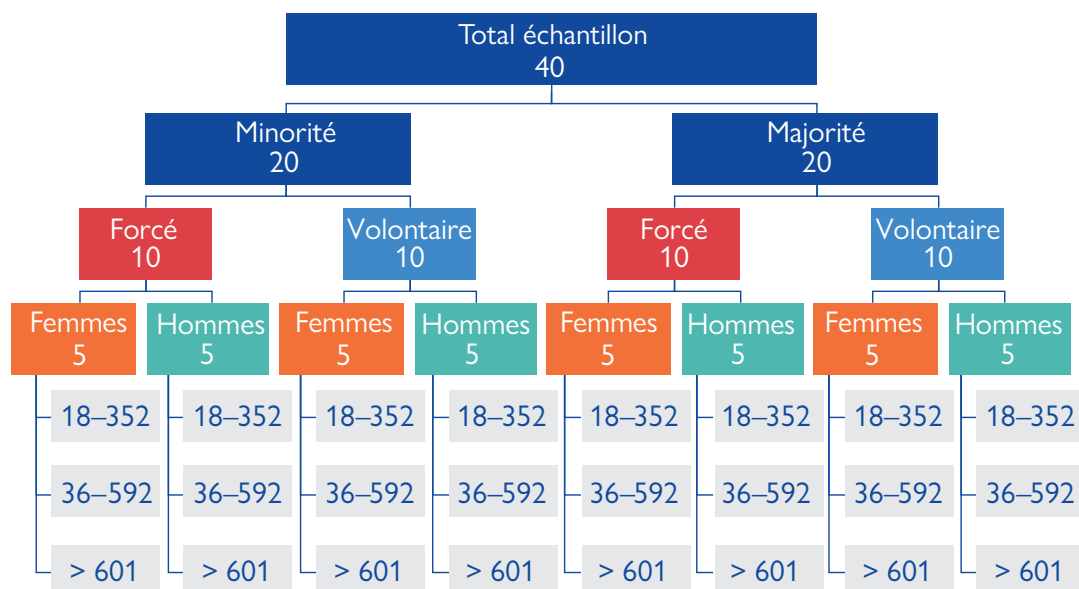 Total échantillon
40
Minorité
20
Majorité
20
Forcé
10
Volontaire
10
Forcé
10
Volontaire
10
Femmes
5
Hommes
5
Femmes
5
Hommes
5
Femmes
5
Hommes
5
Femmes
5
Hommes
5
18–352
18–352
18–352
18–352
18–352
18–352
18–352
18–352
36–592
36–592
36–592
36–592
36–592
36–592
36–592
36–592
> 601
> 601
> 601
> 601
> 601
> 601
> 601
> 601